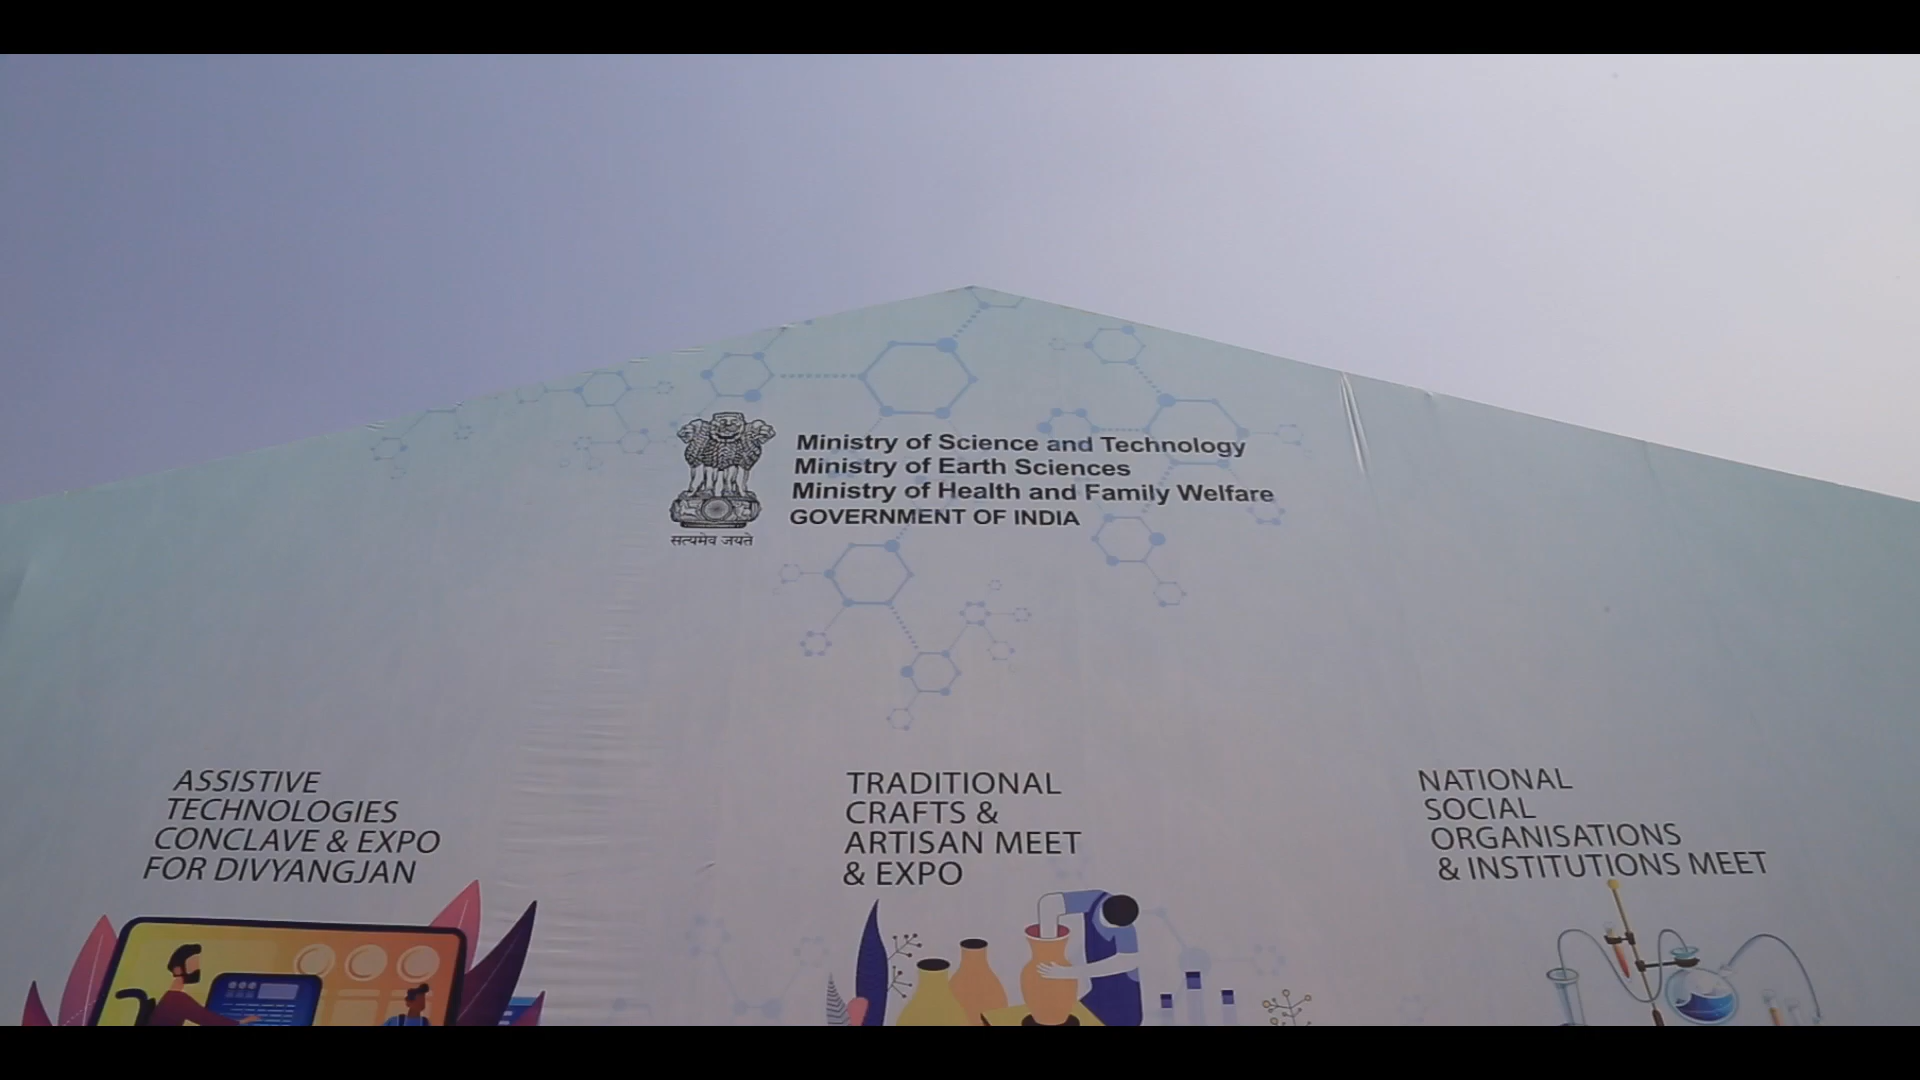 Ministry of Science and Technology
Ministry of Earth Sciences
Ministry of Health and Family Welfare
GOVERNMENT OF INDIA
सत्यमेव जयते
ASSISTIVE
TECHNOLOGIES
CONCLAVE & EXPO
FOR DIVYANGJAN
TRADITIONAL
CRAFTS &
ARTISAN MEET
& EXPO
NATIONAL
SOCIAL
ORGANISATIONS
& INSTITUTIONS MEET